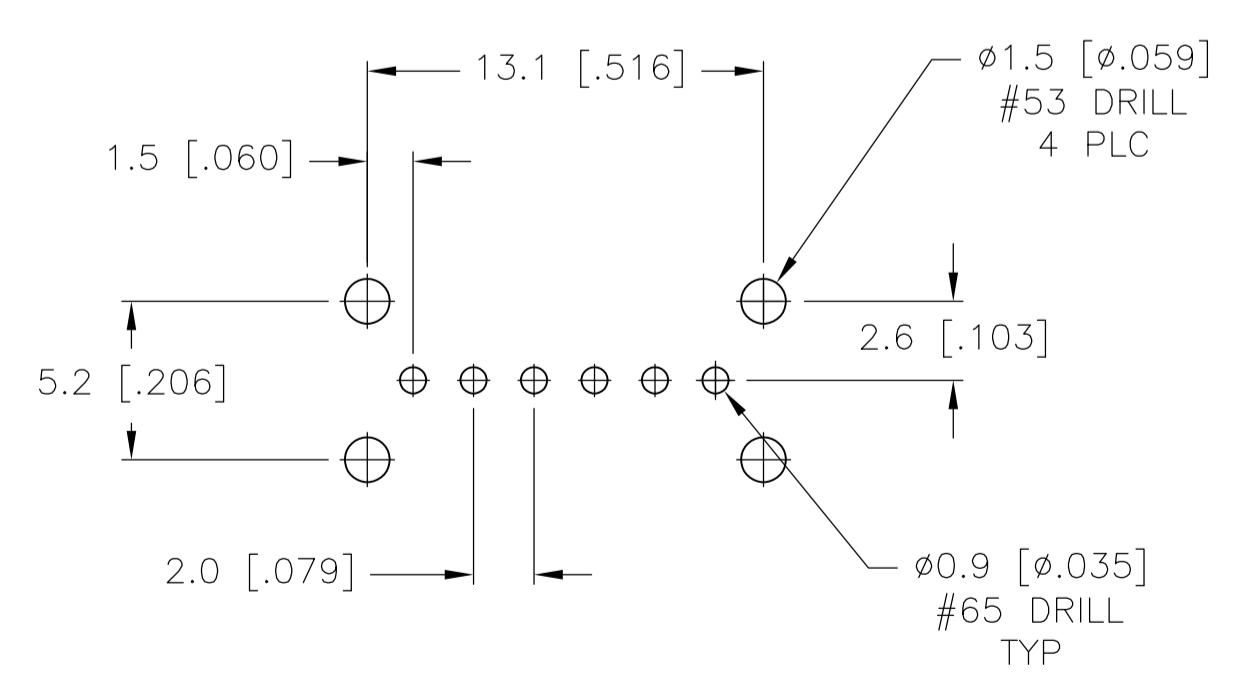 13.1 [.516]
ø1.5 [ø.059]
#53 DRILL
4 PLC
1.5 [.060]
2.6 [.103]
5.2 [.206]
2.0 [.079]
ø0.9 [ø.035]
#65 DRILL
TYP